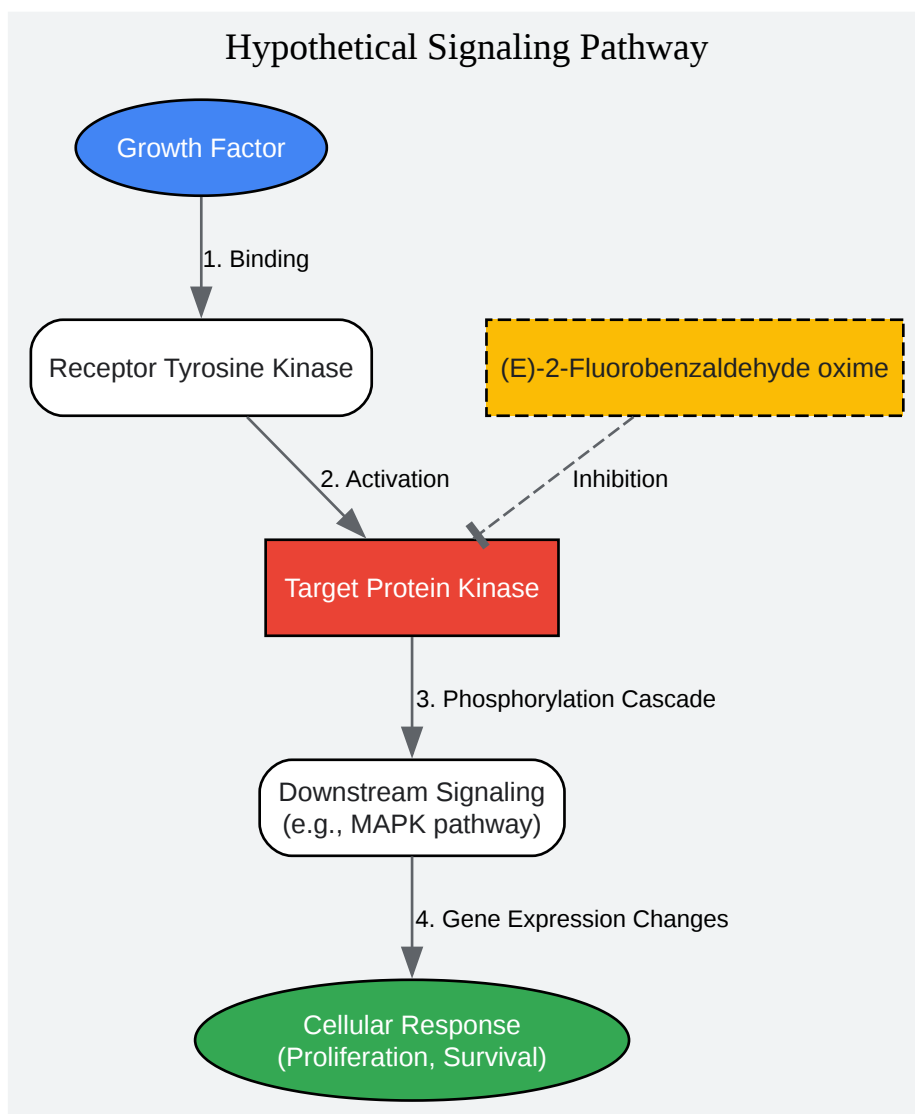 Hypothetical Signaling Pathway
Growth Factor
1. Binding
Receptor Tyrosine Kinase
(E)-2-Fluorobenzaldehyde oxime
2. Activation
Inhibition
Target Protein Kinase
3. Phosphorylation Cascade
Downstream Signaling
(e.g., MAPK pathway)
4. Gene Expression Changes
Cellular Response
(Proliferation, Survival)